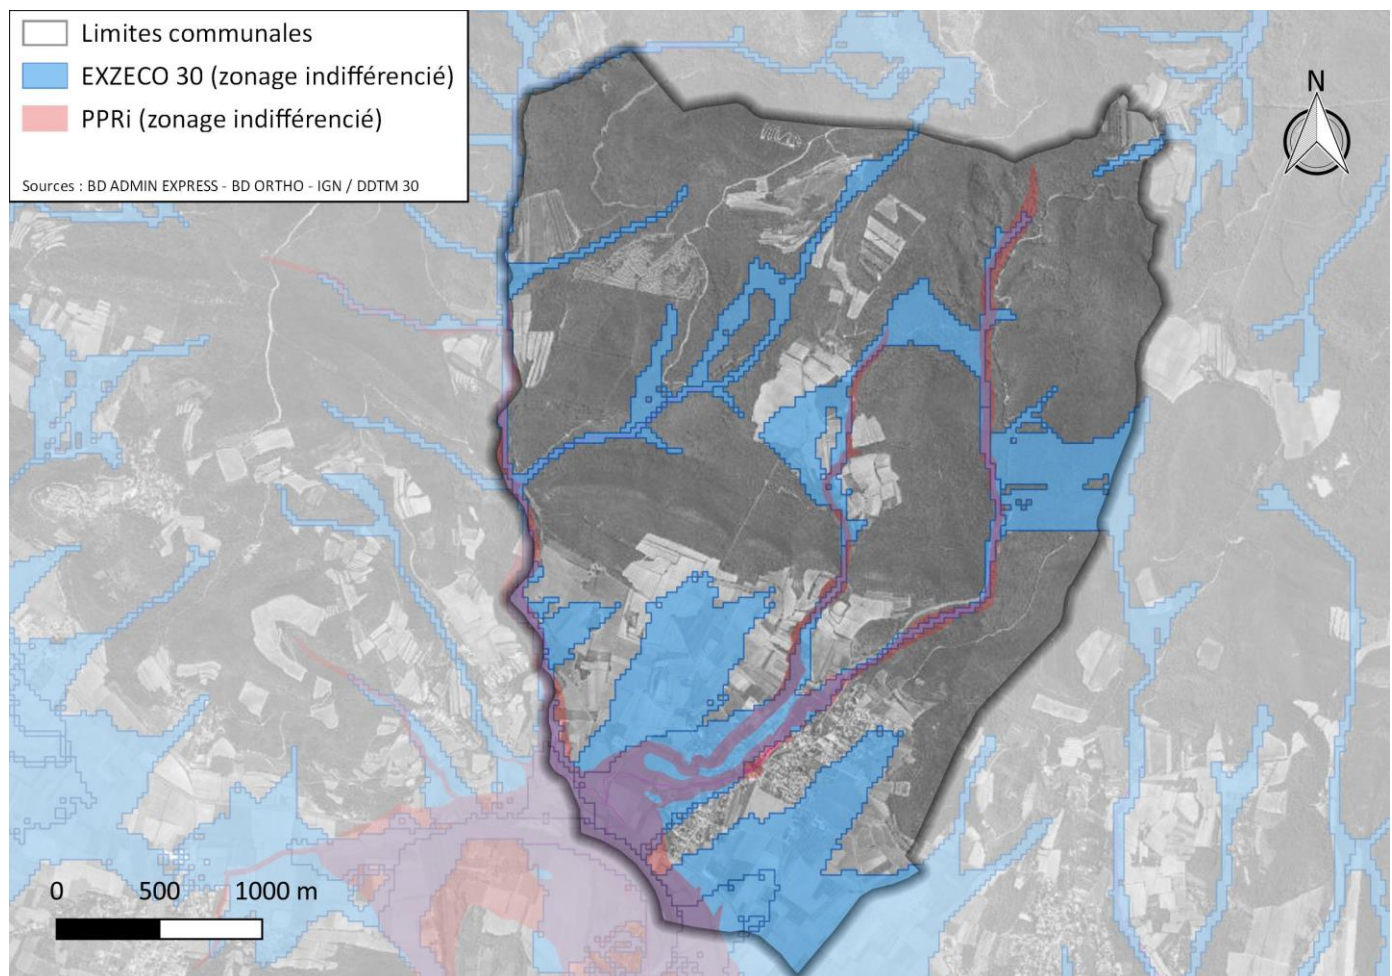 Limites communales
EXZECO 30 (zonage indifférencié)
PPRi (zonage indifférencié)
Sources : BD ADMIN EXPRESS - BD ORTHO - IGN / DDTM 30
N
0 500 1000 m